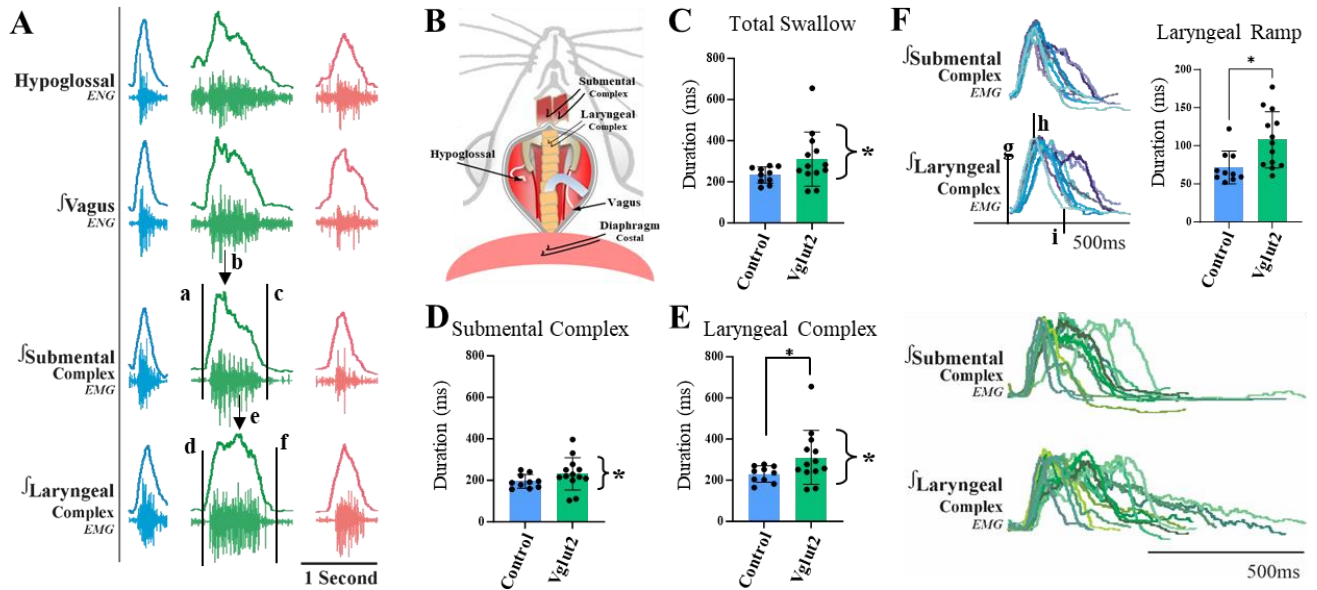 A
Hypoglossal
ENG
∫Vagus
ENG
b
a
c
∫Submental
Complex
EMG
e
d
f
∫Laryngeal
Complex
EMG
1 Second
B
Submental
Complex
Laryngeal
Complex
Hypoglossal
Vagus
Diaphragm
Costal
C
Total Swallow
Duration (ms)
800
600
400
200
0
*
Control
Vglut2
D
Submental Complex
Duration (ms)
800
600
400
200
0
*
Control
Vglut2
E
Laryngeal Complex
Duration (ms)
800
600
400
200
0
*
*
Control
Vglut2
F
∫Submental
Complex
EMG
h
g
∫Laryngeal
Complex
EMG
i
500ms
Laryngeal Ramp
Duration (ms)
200
150
100
50
0
*
Control
Vglut2
∫Submental
Complex
EMG
∫Laryngeal
Complex
EMG
500ms